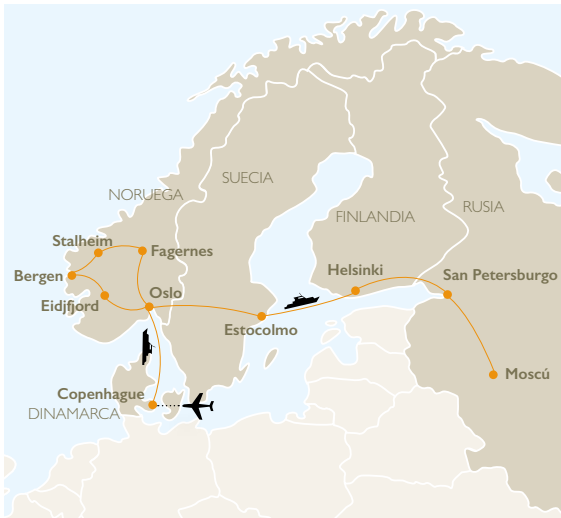 SUECIA
NORUEGA
RUSIA
FINLANDIA
Stalheim
Fagernes
Bergen
Helsinki
San Petersburgo
Eidjfjord
Oslo
Estocolmo
Moscú
Copenhague
DINAMARCA